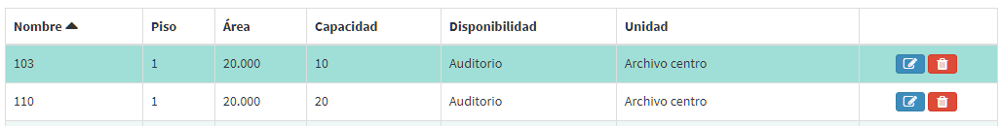 Nombre Piso Área Capacidad Disponibilidad Unidad
103 1 20.000 10 Auditorio Archivo centro
110 1 20.000 20 Auditorio Archivo centro